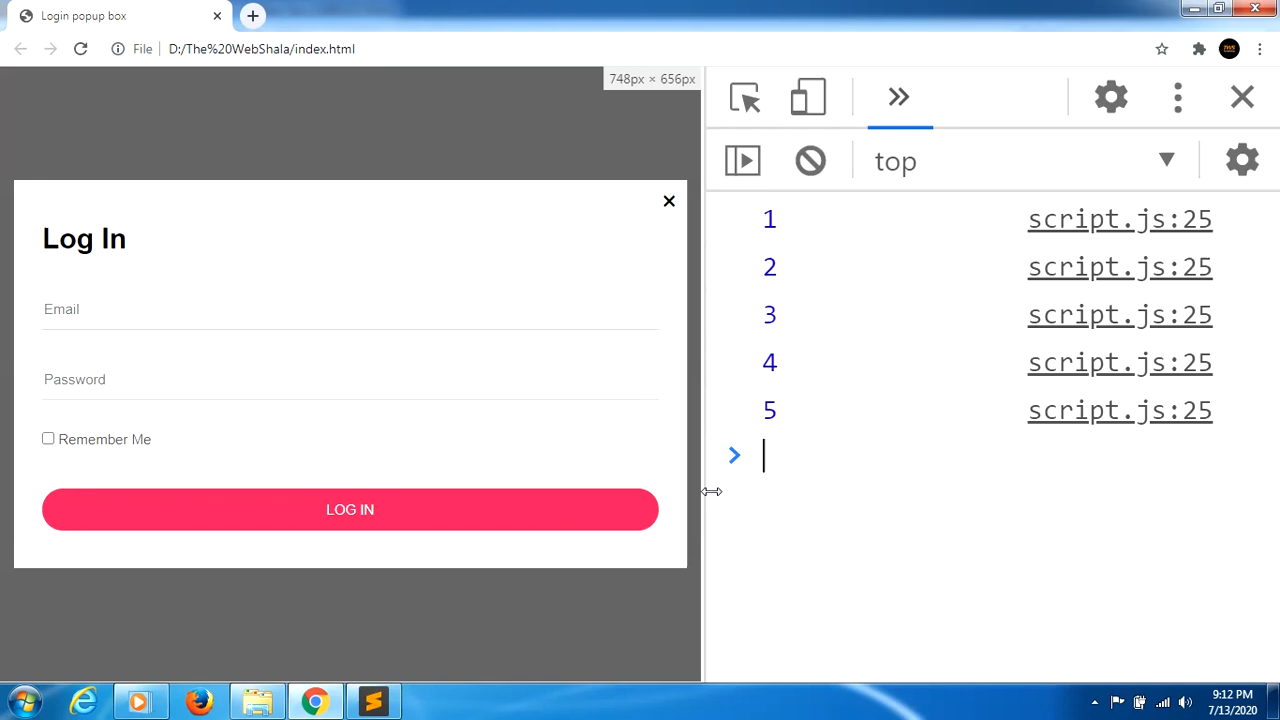 Login popup box
File D:/The%20WebShala/index.html
748px × 656px
top
Log In
Email
Password
Remember Me
LOG IN
1 script.js:25
2 script.js:25
3 script.js:25
4 script.js:25
5 script.js:25
9:12 PM
7/13/2020